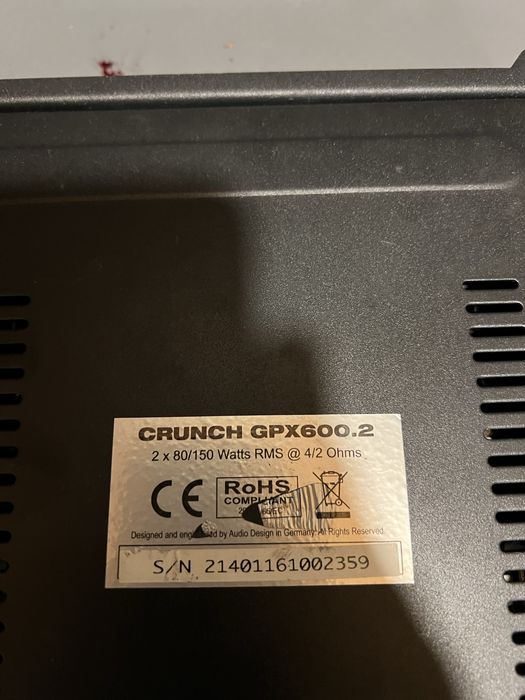 CRUNCH GPX600.2
2 x 80/150 Watts RMS @ 4/2 Ohms
CE
RoHS
COMPLIANT
Designed and by Audio Design in Germany. All Rights Reserved.
S/N 21401161002359